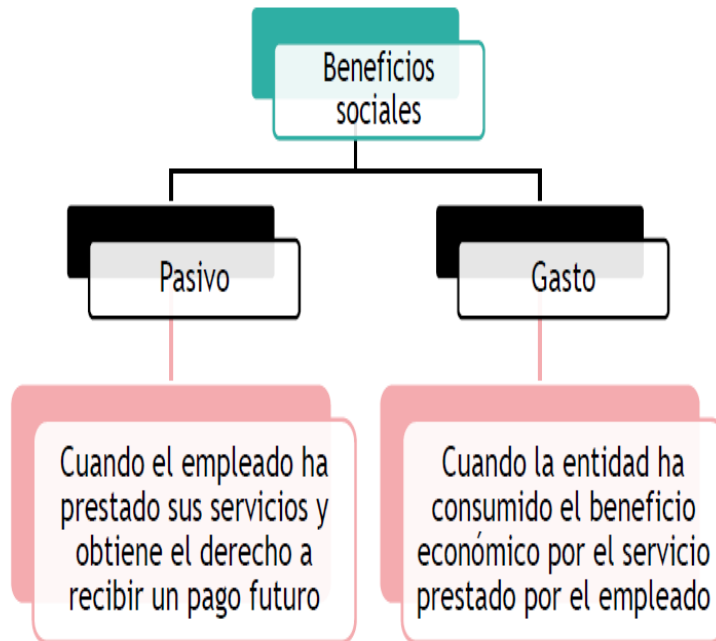 Beneficios
sociales
Pasivo
Gasto
Cuando el empleado ha
prestado sus servicios y
obtiene el derecho a
recibir un pago futuro
Cuando la entidad ha
consumido el beneficio
económico por el servicio
prestado por el empleado